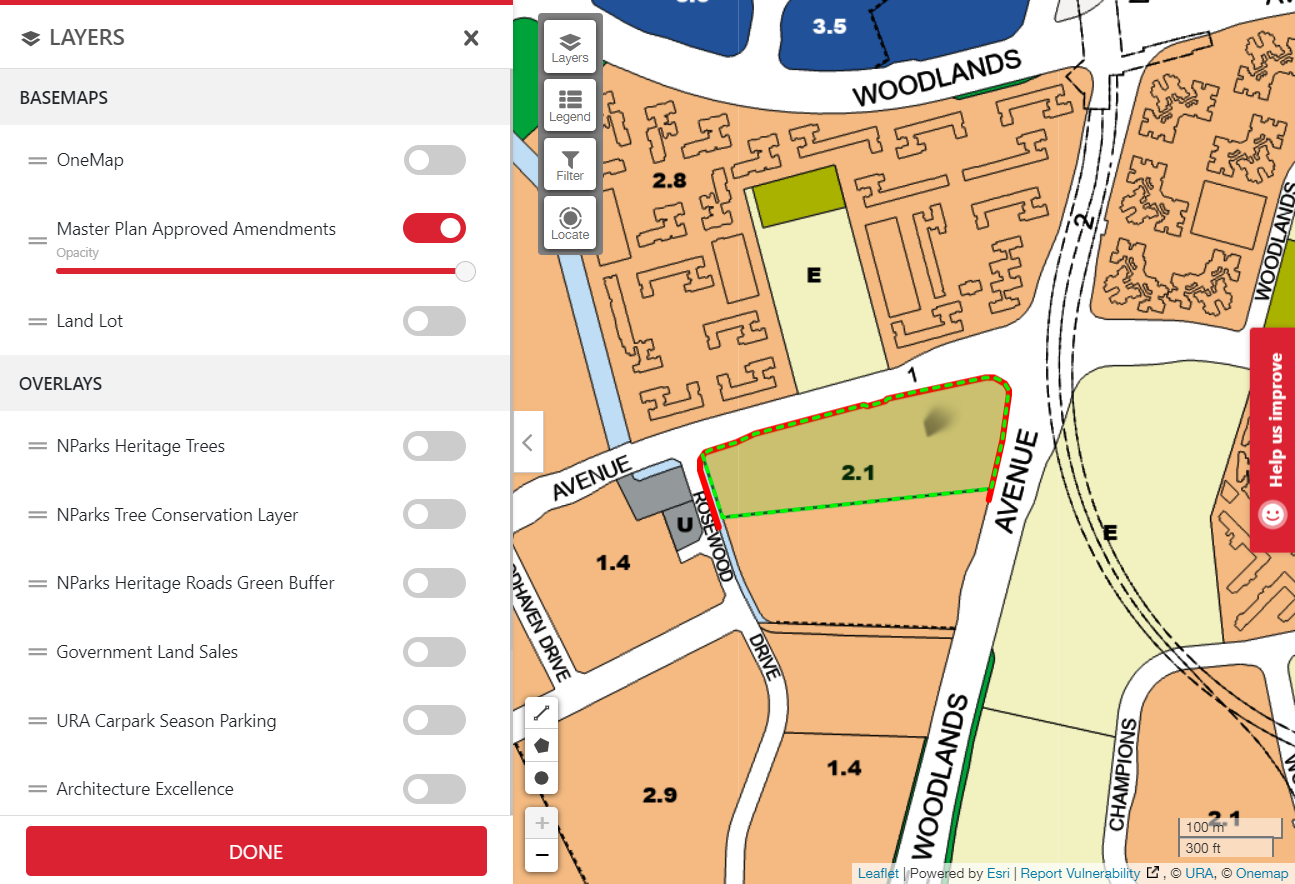 LAYERS
BASEMAPS
OneMap
Master Plan Approved Amendments
Opacity
Land Lot
OVERLAYS
NParks Heritage Trees
NParks Tree Conservation Layer
NParks Heritage Roads Green Buffer
Government Land Sales
URA Carpark Season Parking
Architecture Excellence
DONE
Layers
Legend
Filter
Locate
3.5
WOODLANDS
2.8
E
2
WOODLANDS
1
AVENUE
2.1
AVENUE
ROSEWOOD
U
E
1.4
DRIVE
DRIVE
WOODLANDS
CHAMPIONS
1.4
2.9
2.1
Help us improve
100 m
300 ft
Leaflet | Powered by Esri | Report Vulnerability , © URA, © Onemap